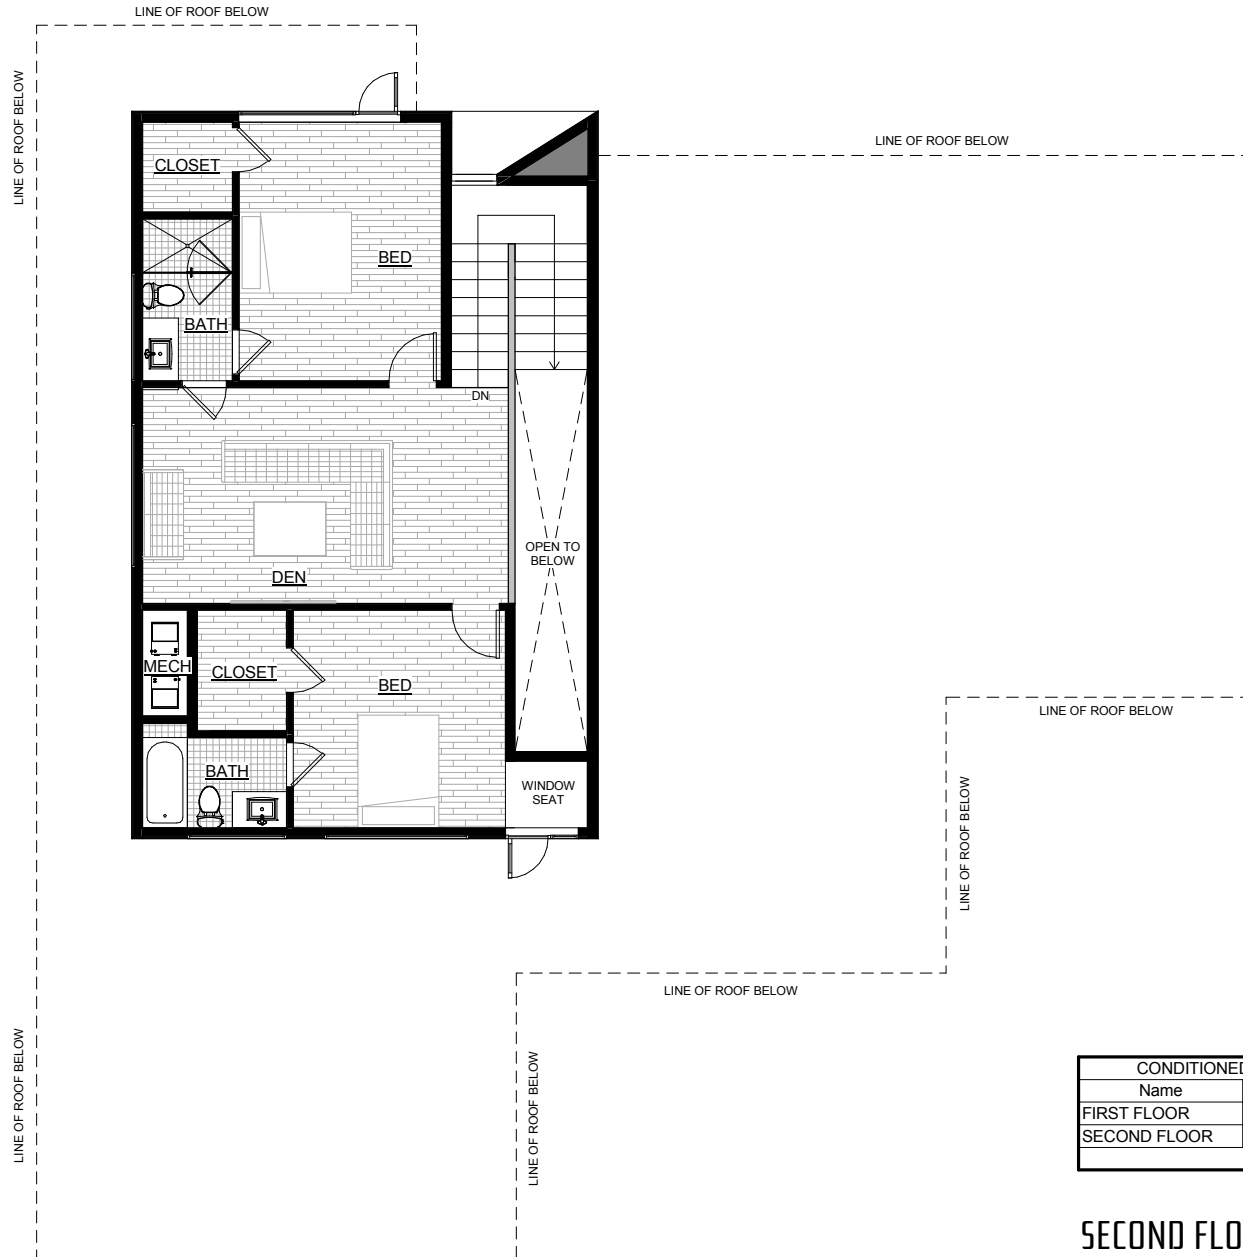 LINE OF ROOF BELOW
LINE OF ROOF BELOW
LINE OF ROOF BELOW
CLOSET
BED
BATH
DN
OPEN TO
BELOW
DEN
MECH
CLOSET
BED
LINE OF ROOF BELOW
BATH
WINDOW
SEAT
LINE OF ROOF BELOW
LINE OF ROOF BELOW
LINE OF ROOF BELOW
LINE OF ROOF BELOW
CONDITIONED
Name
FIRST FLOOR
SECOND FLOOR
SECOND FLO